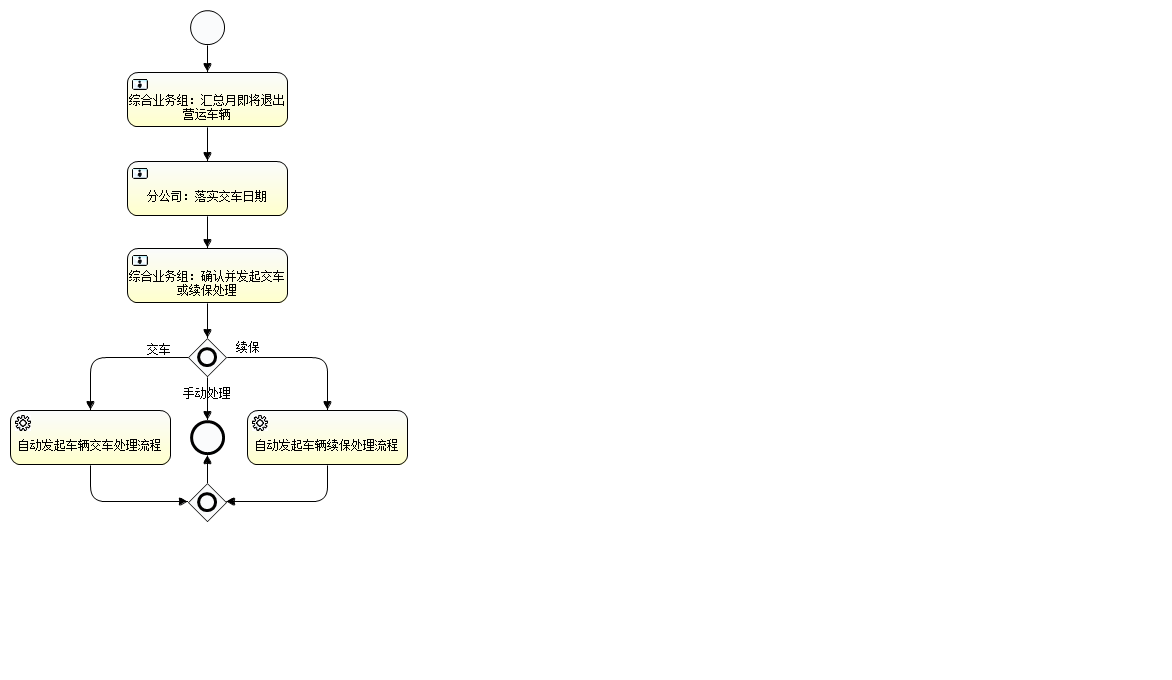 综合业务组：汇总月即将退出
营运车辆
分公司：落实交车日期
综合业务组：确认并发起交车
或续保处理
交车
续保
手动处理
自动发起车辆交车处理流程
自动发起车辆续保处理流程